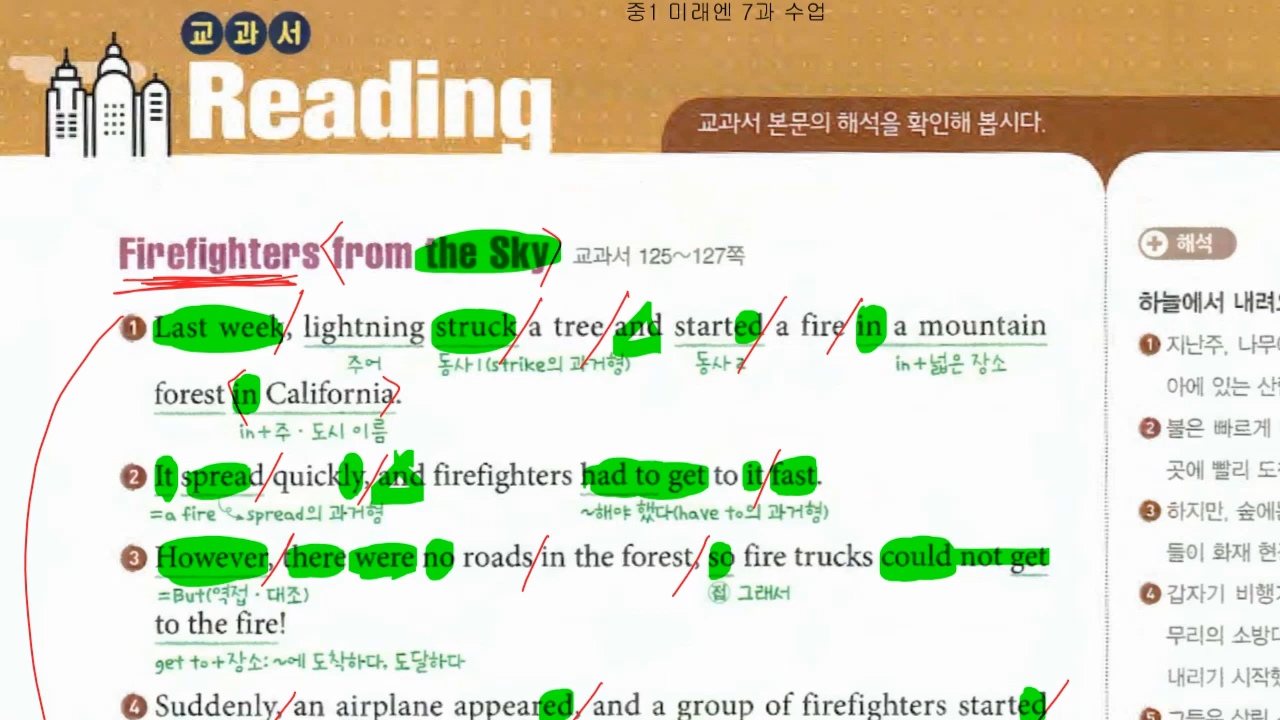 중1 미래엔 7과 수업
교과서
Reading
교과서 본문의 해석을 확인해 봅시다.
Firefighters from the Sky 교과서 125~127쪽
1 Last week, lightning struck a tree and started a fire in a mountain
주어 동사1(strike의 과거형) 동사2 in+넓은 장소
forest in California.
in+주·도시 이름
2 It spread quickly, and firefighters had to get to it fast.
=a fire spread의 과거형 ~해야 했다(have to의 과거형)
3 However, there were no roads in the forest, so fire trucks could not get
=But(역접·대조) 접 그래서
to the fire!
get to+장소: ~에 도착하다, 도달하다
4 Suddenly, an airplane appeared, and a group of firefighters started
해석
하늘에서 내려
1 지난주, 나무
아에 있는 산
2 불은 빠르게
곳에 빨리
3 하지만, 숲에
들이 화재
4 갑자기 비행
무리의 소방
내리기 시작
5